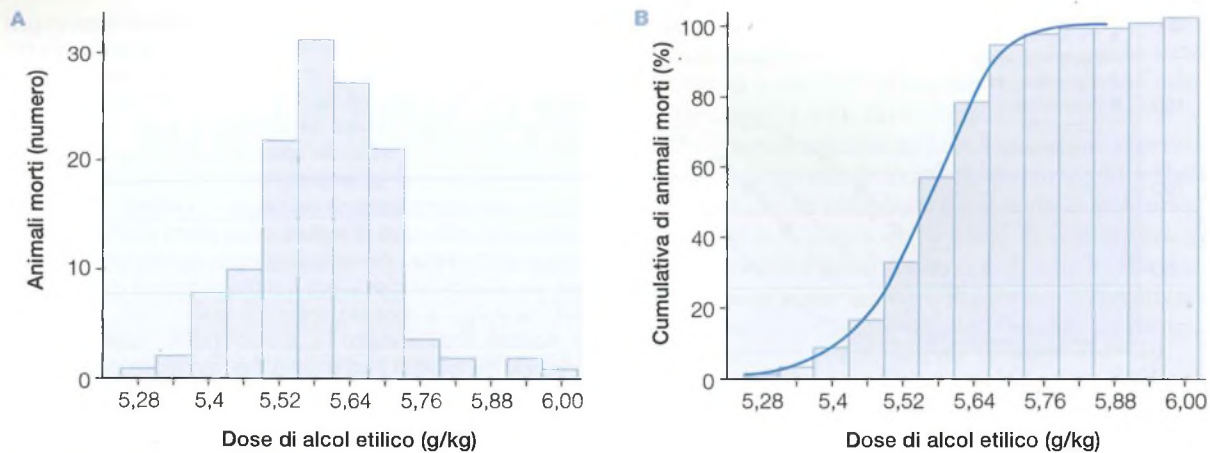 A
Animali morti (numero)
30
20
10
0
5,28 5,4 5,52 5,64 5,76 5,88 6,00
Dose di alcol etilico (g/kg)
B
Cumulativa di animali morti (%)
100
80
60
40
20
0
5,28 5,4 5,52 5,64 5,76 5,88 6,00
Dose di alcol etilico (g/kg)